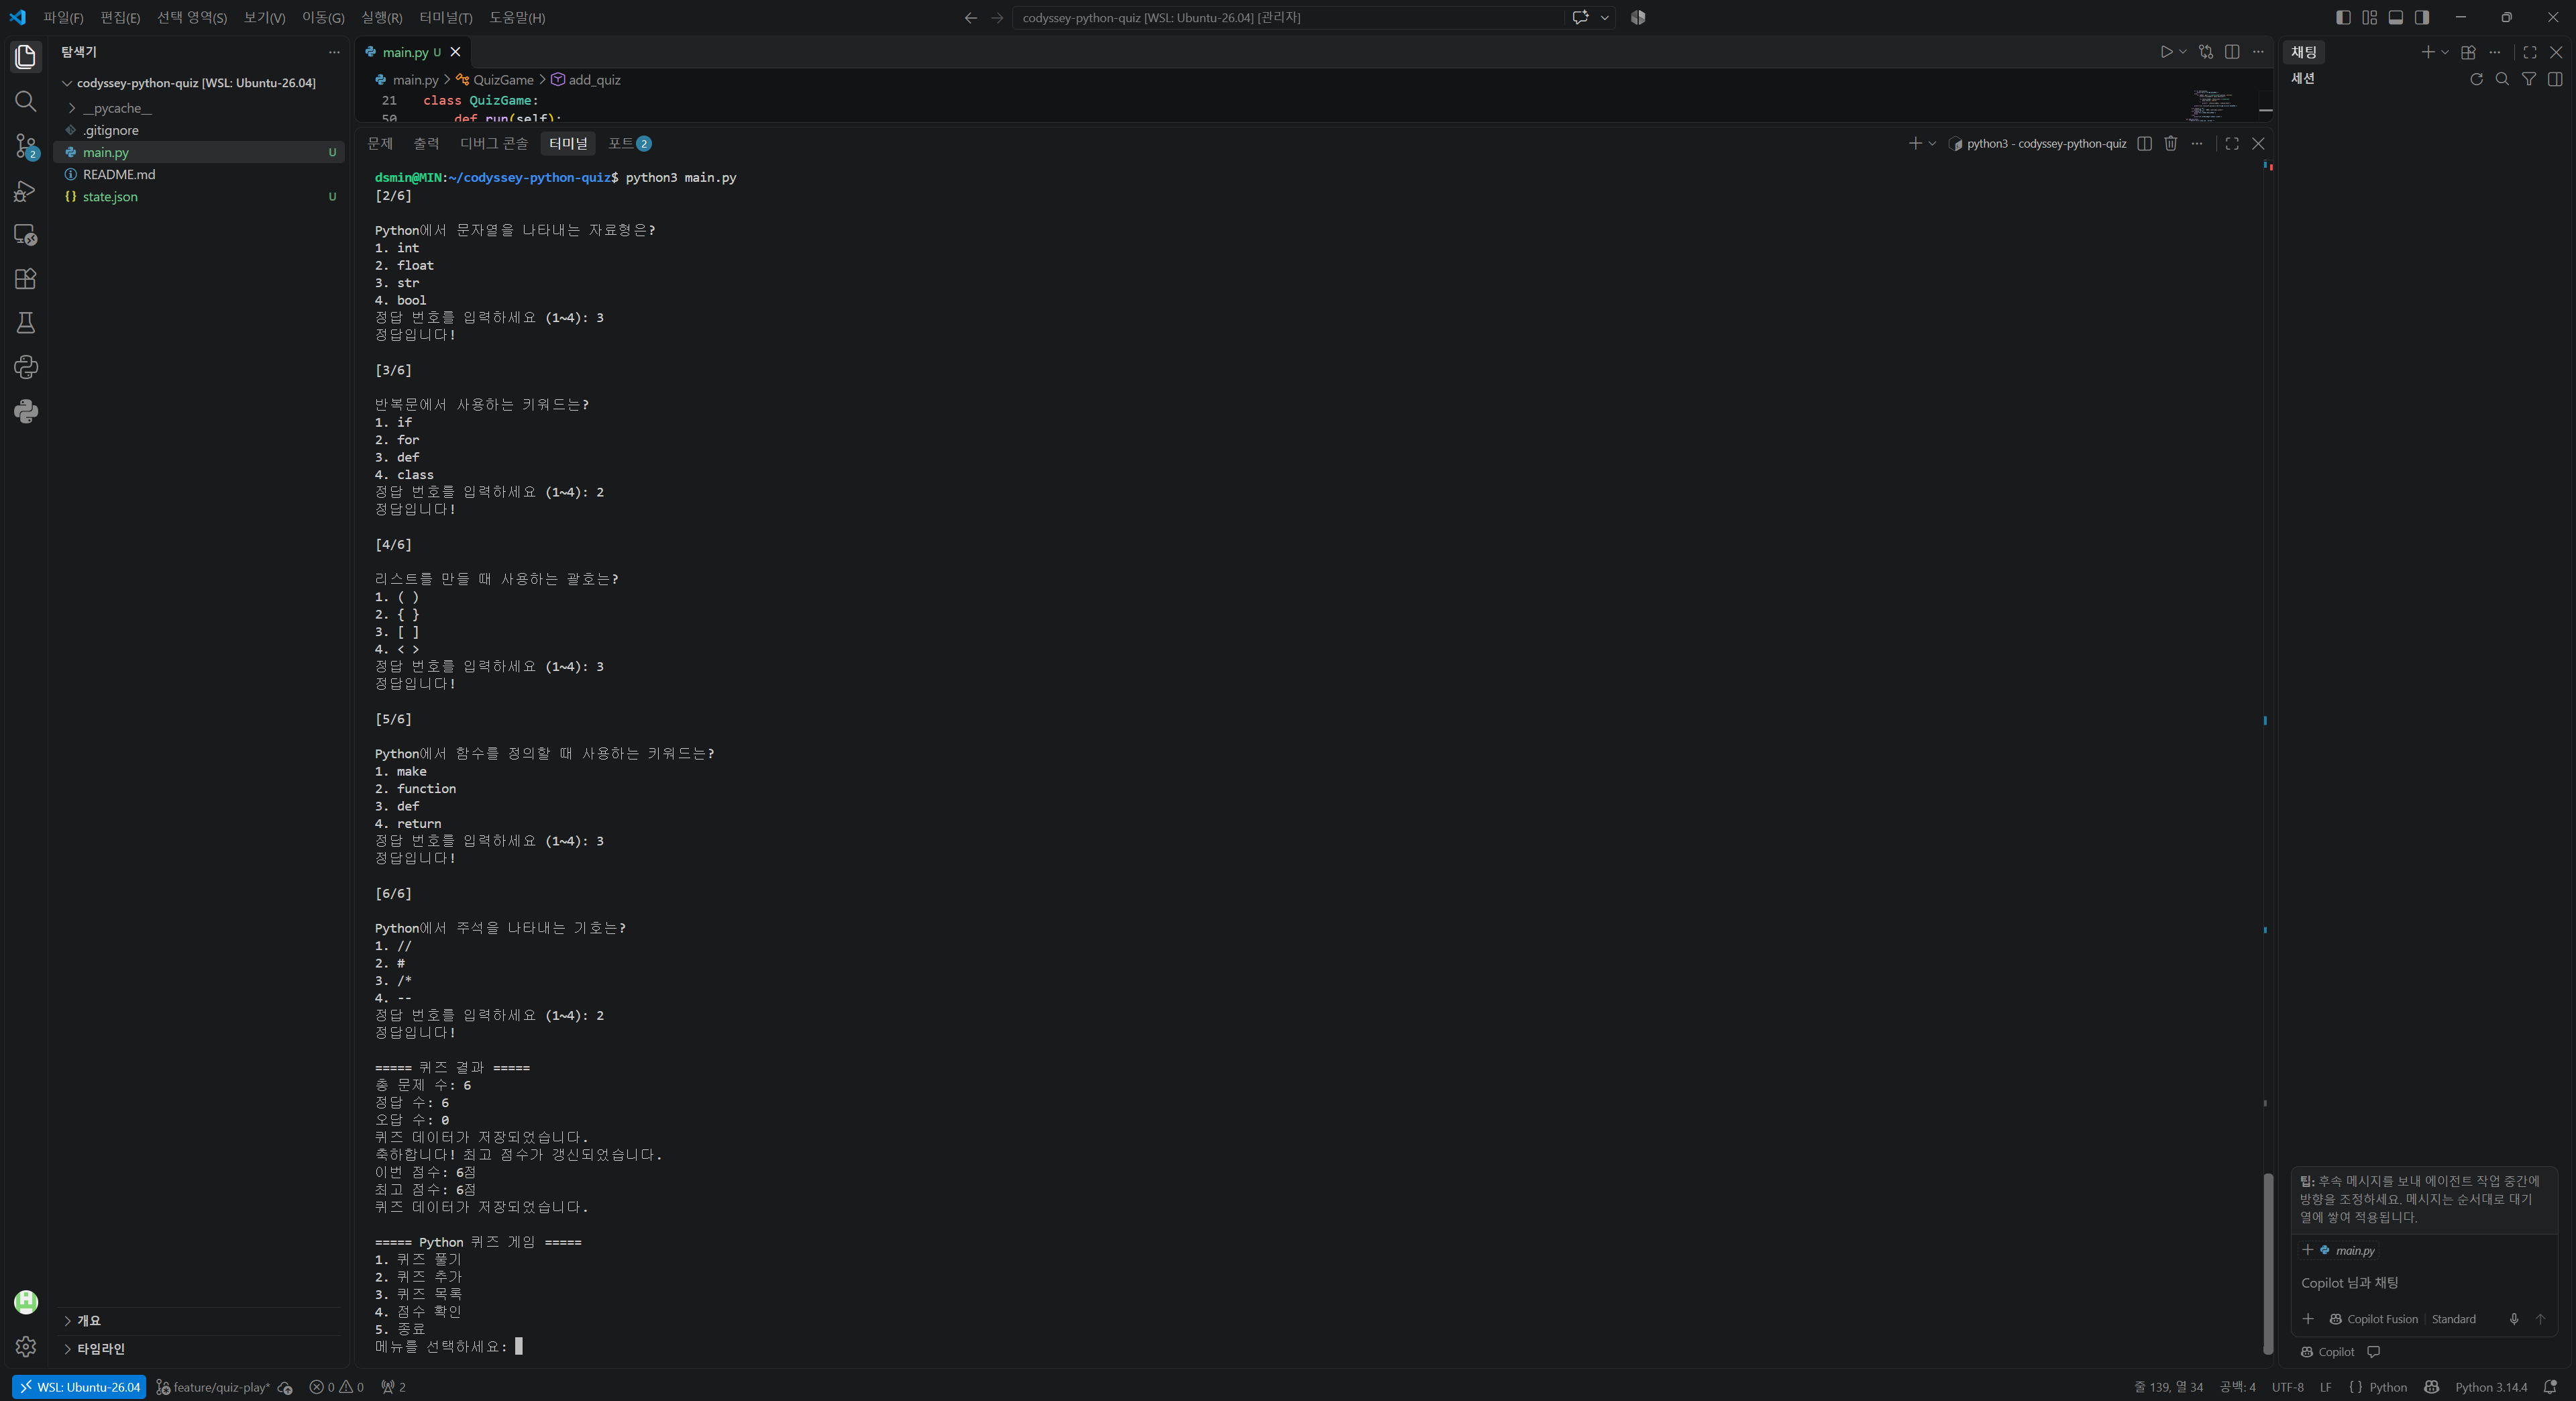 파일(F) 편집(E) 선택 영역(S) 보기(V) 이동(G) 실행(R) 터미널(T) 도움말(H)
codyssey-python-quiz [WSL: Ubuntu-26.04] [관리자]
탐색기
codyssey-python-quiz [WSL: Ubuntu-26.04]
__pycache__
.gitignore
main.py U
README.md
{} state.json U
개요
타임라인
main.py U
main.py > QuizGame > add_quiz
21 class QuizGame:
50 def run(self):
문제 출력 디버그 콘솔 터미널 포트 2
python3 - codyssey-python-quiz
dsmin@MIN:~/codyssey-python-quiz$ python3 main.py
[2/6]
Python에서 문자열을 나타내는 자료형은?
1. int
2. float
3. str
4. bool
정답 번호를 입력하세요 (1~4): 3
정답입니다!
[3/6]
반복문에서 사용하는 키워드는?
1. if
2. for
3. def
4. class
정답 번호를 입력하세요 (1~4): 2
정답입니다!
[4/6]
리스트를 만들 때 사용하는 괄호는?
1. ( )
2. { }
3. [ ]
4. < >
정답 번호를 입력하세요 (1~4): 3
정답입니다!
[5/6]
Python에서 함수를 정의할 때 사용하는 키워드는?
1. make
2. function
3. def
4. return
정답 번호를 입력하세요 (1~4): 3
정답입니다!
[6/6]
Python에서 주석을 나타내는 기호는?
1. //
2. #
3. /*
4. --
정답 번호를 입력하세요 (1~4): 2
정답입니다!
===== 퀴즈 결과 =====
총 문제 수: 6
정답 수: 6
오답 수: 0
퀴즈 데이터가 저장되었습니다.
축하합니다! 최고 점수가 갱신되었습니다.
이번 점수: 6점
최고 점수: 6점
퀴즈 데이터가 저장되었습니다.
===== Python 퀴즈 게임 =====
1. 퀴즈 풀기
2. 퀴즈 추가
3. 퀴즈 목록
4. 점수 확인
5. 종료
메뉴를 선택하세요:
채팅
세션
팁: 후속 메시지를 보내 에이전트 작업 중간에
방향을 조정하세요. 메시지는 순서대로 대기
열에 쌓여 적용됩니다.
main.py
Copilot 님과 채팅
Copilot Fusion Standard
Copilot
2
WSL: Ubuntu-26.04 feature/quiz-play* 0 0 2
줄 139, 열 34 공백: 4 UTF-8 LF { } Python Python 3.14.4